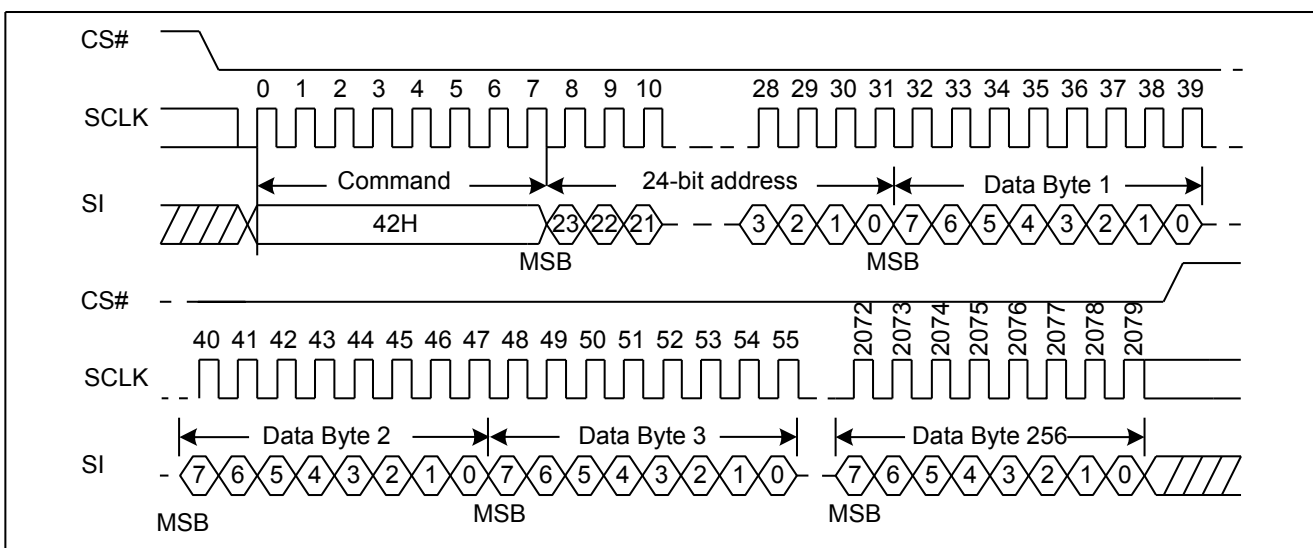 CS#
0 1 2 3 4 5 6 7 8 9 10 28 29 30 31 32 33 34 35 36 37 38 39
SCLK
Command 24-bit address Data Byte 1
SI
42H 23 22 21 3 2 1 0 7 6 5 4 3 2 1 0
MSB MSB
CS#
40 41 42 43 44 45 46 47 48 49 50 51 52 53 54 55 2072 2073 2074 2075 2076 2077 2078 2079
SCLK
Data Byte 2 Data Byte 3 Data Byte 256
SI
7 6 5 4 3 2 1 0 7 6 5 4 3 2 1 0 7 6 5 4 3 2 1 0
MSB MSB MSB